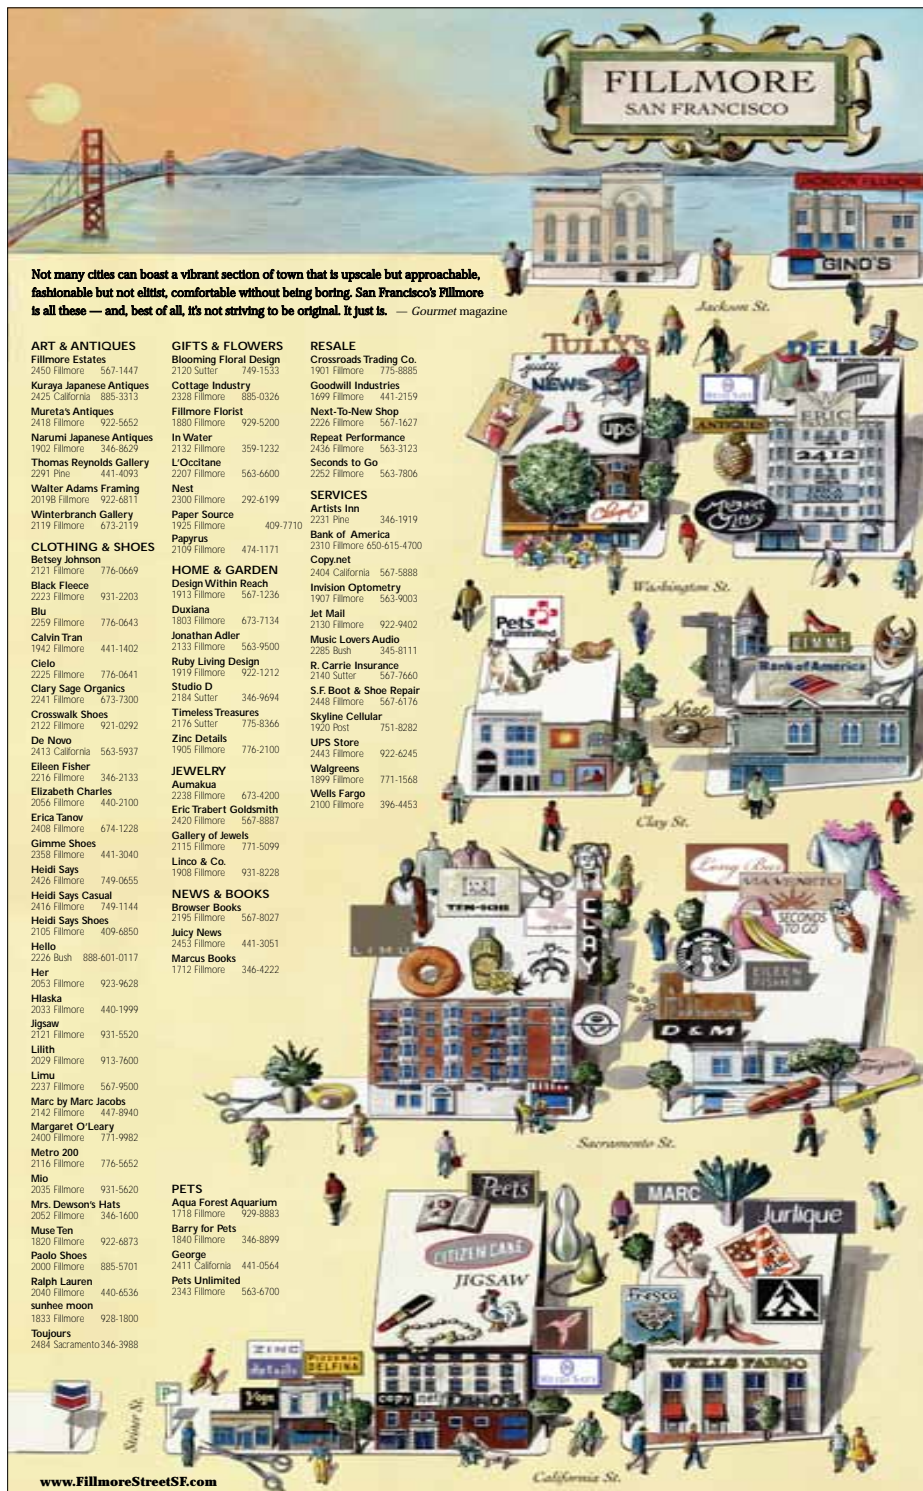 FILLMORE
SAN FRANCISCO
JACKSON FILLMORE
GINO'S
Jackson St.
Not many cities can boast a vibrant section of town that is upscale but approachable,
fashionable but not elitist, comfortable without being boring. San Francisco's Fillmore
is all these — and, best of all, it's not striving to be original. It just is. — Gourmet magazine
ART & ANTIQUES
Fillmore Estates
2450 Fillmore 567-1447
Kuraya Japanese Antiques
2425 California 885-3313
Mureta's Antiques
2418 Fillmore 922-5652
Narumi Japanese Antiques
1902 Fillmore 346-8629
Thomas Reynolds Gallery
2291 Pine 441-4093
Walter Adams Framing
2019B Fillmore 922-6811
Winterbranch Gallery
2119 Fillmore 673-2119
CLOTHING & SHOES
Betsey Johnson
2121 Fillmore 776-0669
Black Fleece
2223 Fillmore 931-2203
Blu
2259 Fillmore 776-0643
Calvin Tran
1942 Fillmore 441-1402
Cielo
2225 Fillmore 776-0641
Clary Sage Organics
2241 Fillmore 673-7300
Crosswalk Shoes
2122 Fillmore 921-0292
De Novo
2413 California 563-5937
Eileen Fisher
2216 Fillmore 346-2133
Elizabeth Charles
2056 Fillmore 440-2100
Erica Tanov
2408 Fillmore 674-1228
Gimme Shoes
2358 Fillmore 441-3040
Heidi Says
2426 Fillmore 749-0655
Heidi Says Casual
2416 Fillmore 749-1144
Heidi Says Shoes
2105 Fillmore 409-6850
Hello
2226 Bush 888-601-0117
Her
2053 Fillmore 923-9628
Hlaska
2033 Fillmore 440-1999
Jigsaw
2121 Fillmore 931-5520
Lilith
2029 Fillmore 913-7600
Limu
2237 Fillmore 567-9500
Marc by Marc Jacobs
2142 Fillmore 447-8940
Margaret O'Leary
2400 Fillmore 771-9982
Metro 200
2116 Fillmore 776-5652
Mio
2035 Fillmore 931-5620
Mrs. Dewson's Hats
2052 Fillmore 346-1600
Muse Ten
1820 Fillmore 922-6873
Paolo Shoes
2000 Fillmore 885-5701
Ralph Lauren
2040 Fillmore 440-6536
sunhee moon
1833 Fillmore 928-1800
Toujours
2484 Sacramento 346-3988
GIFTS & FLOWERS
Blooming Floral Design
2120 Sutter 749-1533
Cottage Industry
2328 Fillmore 885-0326
Fillmore Florist
1880 Fillmore 929-5200
In Water
2132 Fillmore 359-1232
L'Occitane
2207 Fillmore 563-6600
Nest
2300 Fillmore 292-6199
Paper Source
1925 Fillmore 409-7710
Papyrus
2109 Fillmore 474-1171
HOME & GARDEN
Design Within Reach
1913 Fillmore 567-1236
Duxiana
1803 Fillmore 673-7134
Jonathan Adler
2133 Fillmore 563-9500
Ruby Living Design
1919 Fillmore 922-1212
Studio D
2184 Sutter 346-9694
Timeless Treasures
2176 Sutter 775-8366
Zinc Details
1905 Fillmore 776-2100
JEWELRY
Aumakua
2238 Fillmore 673-4200
Eric Trabert Goldsmith
2420 Fillmore 567-8887
Gallery of Jewels
2115 Fillmore 771-5099
Linco & Co.
1908 Fillmore 931-8228
NEWS & BOOKS
Browser Books
2195 Fillmore 567-8027
Juicy News
2453 Fillmore 441-3051
Marcus Books
1712 Fillmore 346-4222
PETS
Aqua Forest Aquarium
1718 Fillmore 929-8883
Barry for Pets
1840 Fillmore 346-8899
George
2411 California 441-0564
Pets Unlimited
2343 Fillmore 563-6700
RESALE
Crossroads Trading Co.
1901 Fillmore 775-8885
Goodwill Industries
1699 Fillmore 441-2159
Next-To-New Shop
2226 Fillmore 567-1627
Repeat Performance
2436 Fillmore 563-3123
Seconds to Go
2252 Fillmore 563-7806
SERVICES
Artists Inn
2231 Pine 346-1919
Bank of America
2310 Fillmore 650-615-4700
Copy.net
2404 California 567-5888
Invision Optometry
1907 Fillmore 563-9003
Jet Mail
2130 Fillmore 922-9402
Music Lovers Audio
2285 Bush 345-8111
R. Carrie Insurance
2140 Sutter 567-7660
S.F. Boot & Shoe Repair
2448 Fillmore 567-6176
Skyline Cellular
1920 Post 751-8282
UPS Store
2443 Fillmore 922-6245
Walgreens
1899 Fillmore 771-1568
Wells Fargo
2100 Fillmore 396-4453
TULLY'S
DELI
REPEAT PERFORMANCE
juicy
NEWS
ups
ANTIQUES
ERIC
2412
Washington St.
Pets
Unlimited
GIMME
Bank of America
Nest
Clay St.
TEN-ICHI
LIMU
CLAY
Long Bar
VIA VENETO
SECONDS
TO GO
EILEEN
FISHER
D&M
Toujours
Sacramento St.
Peet's
CITIZEN CAKE
JIGSAW
MARC
Jurlique
Fresca
WELLS FARGO
ZINC
details
PIZZERIA
DELFINA
Yoga
copy.net
DINO'S
Steiner St.
California St.
www.FillmoreStreetSF.com